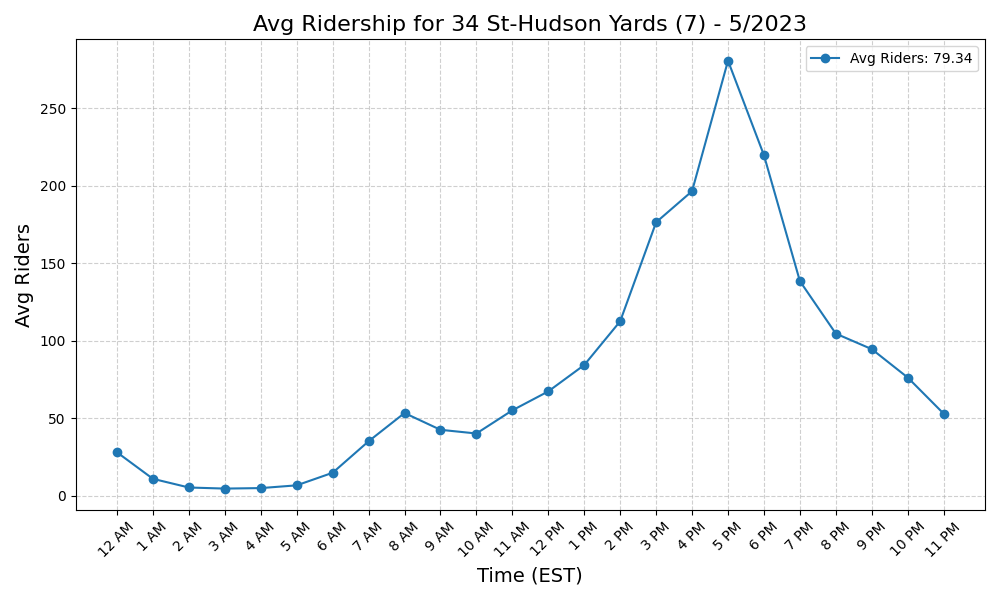 Avg Ridership for 34 St-Hudson Yards (7) - 5/2023
Avg Riders: 79.34
Avg Riders
250
200
150
100
50
0
12 AM
1 AM
2 AM
3 AM
4 AM
5 AM
6 AM
7 AM
8 AM
9 AM
10 AM
11 AM
12 PM
1 PM
2 PM
3 PM
4 PM
5 PM
6 PM
7 PM
8 PM
9 PM
10 PM
11 PM
Time (EST)